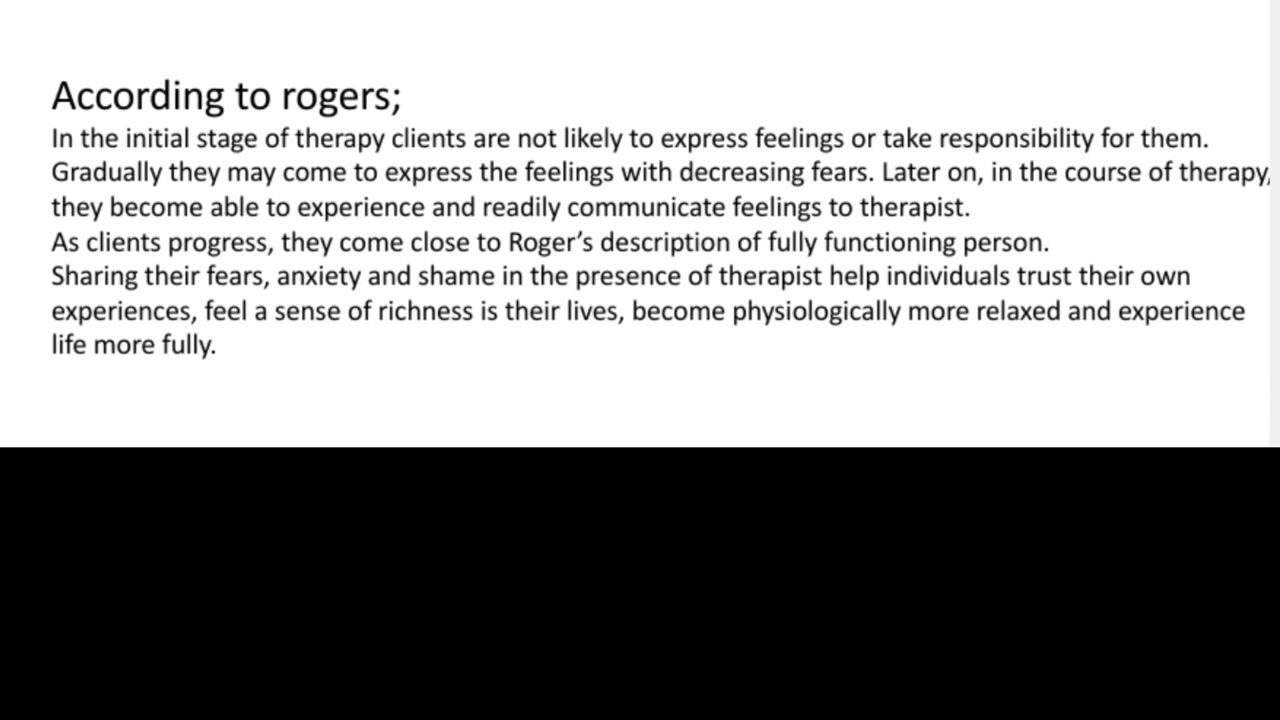 According to rogers;
In the initial stage of therapy clients are not likely to express feelings or take responsibility for them.
Gradually they may come to express the feelings with decreasing fears. Later on, in the course of therapy,
they become able to experience and readily communicate feelings to therapist.
As clients progress, they come close to Roger’s description of fully functioning person.
Sharing their fears, anxiety and shame in the presence of therapist help individuals trust their own
experiences, feel a sense of richness is their lives, become physiologically more relaxed and experience
life more fully.